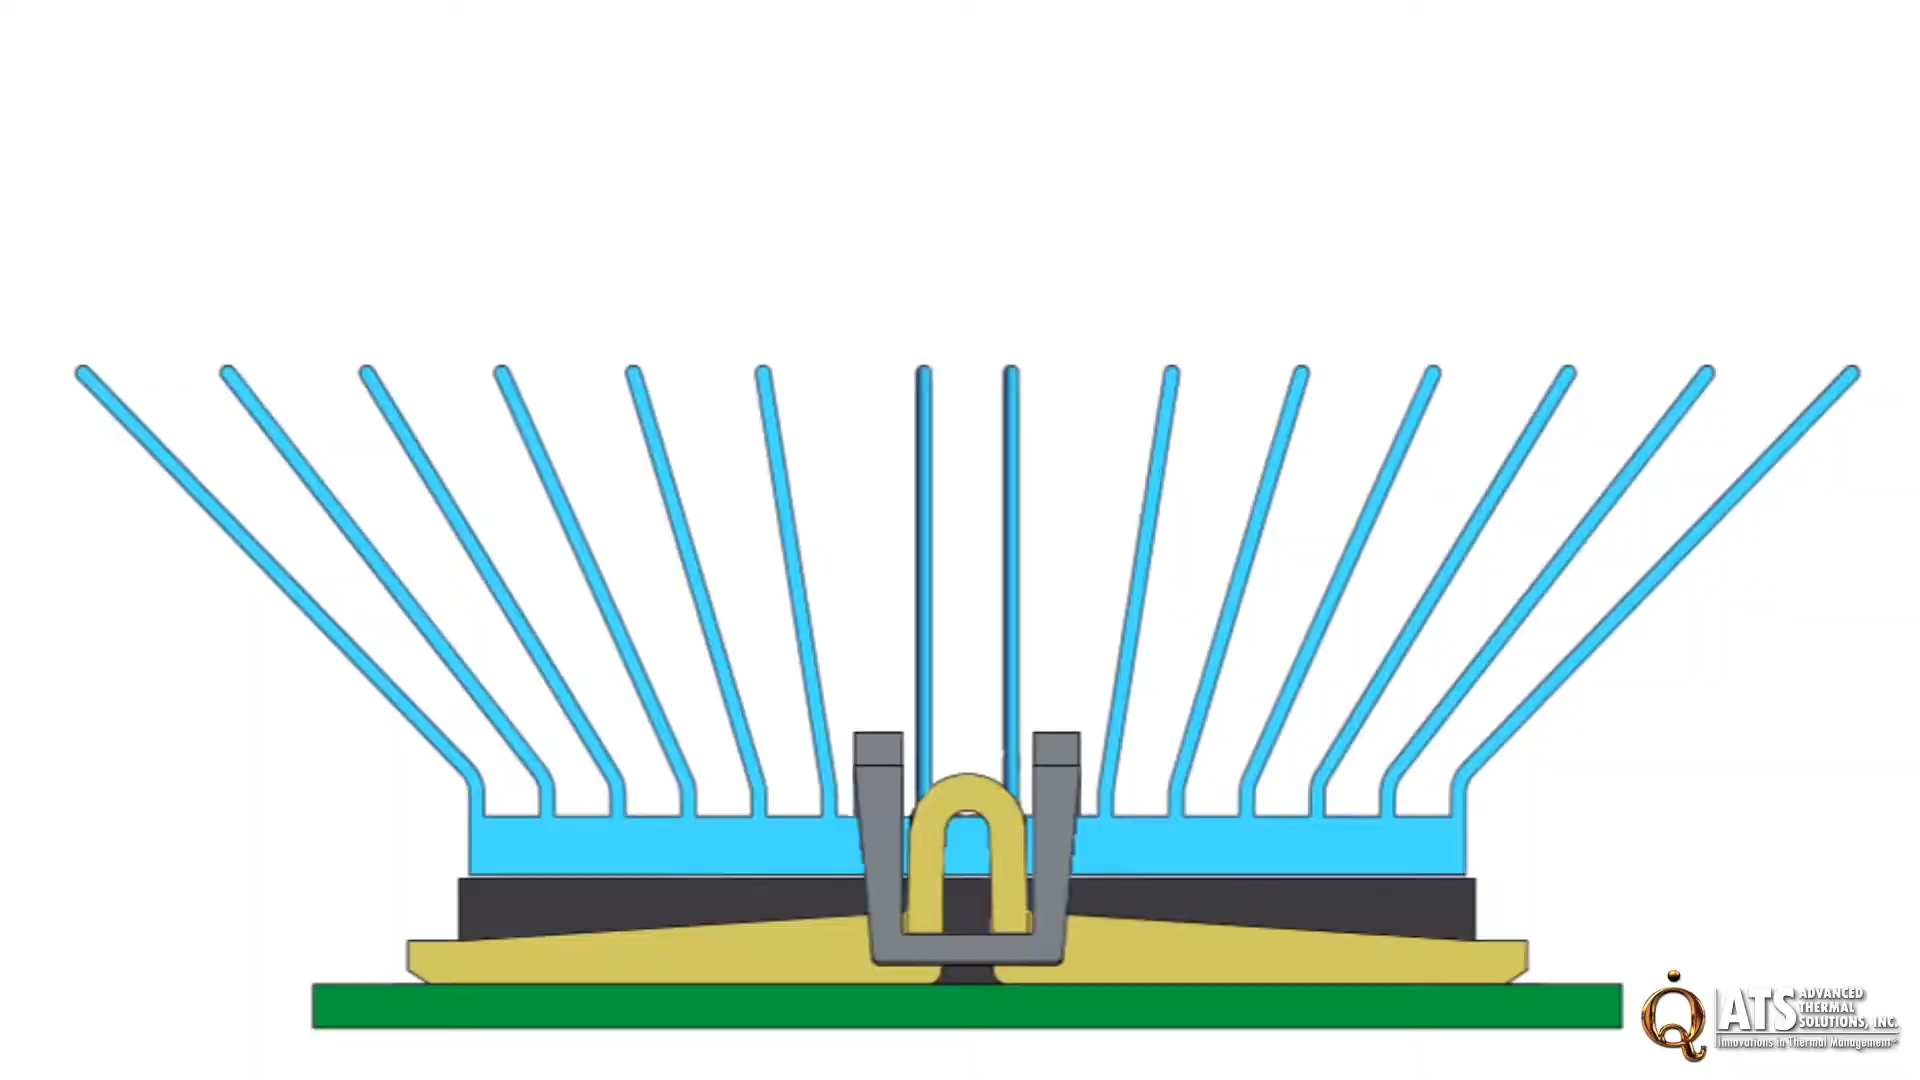 ATS
ADVANCED
THERMAL
SOLUTIONS, INC.
Innovations in Thermal Management®